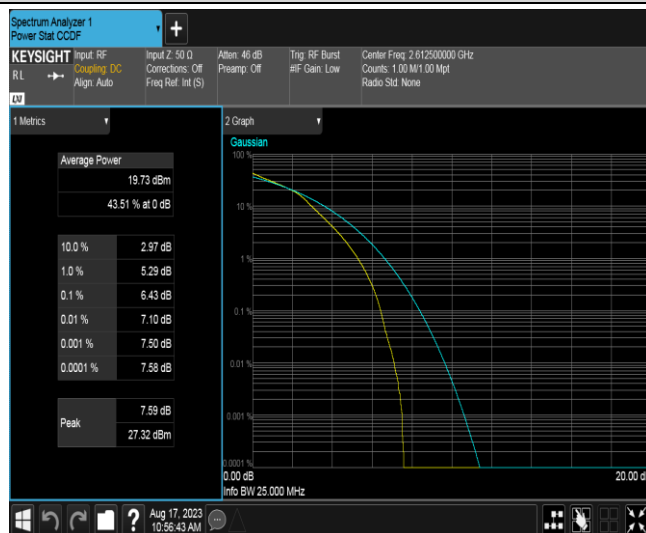 Spectrum Analyzer 1
Power Stat CCDF
KEYSIGHT
RL
LXI
Input: RF
Coupling: DC
Align: Auto
Input Z: 50 Ω
Corrections: Off
Freq Ref: Int (S)
Atten: 46 dB
Preamp: Off
Trig: RF Burst
#IF Gain: Low
Center Freq: 2.612500000 GHz
Counts: 1.00 M/1.00 Mpt
Radio Std: None
1 Metrics
Average Power
19.73 dBm
43.51 % at 0 dB
10.0 % 2.97 dB
1.0 % 5.29 dB
0.1 % 6.43 dB
0.01 % 7.10 dB
0.001 % 7.50 dB
0.0001 % 7.58 dB
Peak
7.59 dB
27.32 dBm
2 Graph
Gaussian
100 %
10 %
1 %
0.1 %
0.01 %
0.001 %
0.0001 %
0.00 dB
20.00 d
Info BW 25.000 MHz
?
Aug 17, 2023
10:56:43 AM